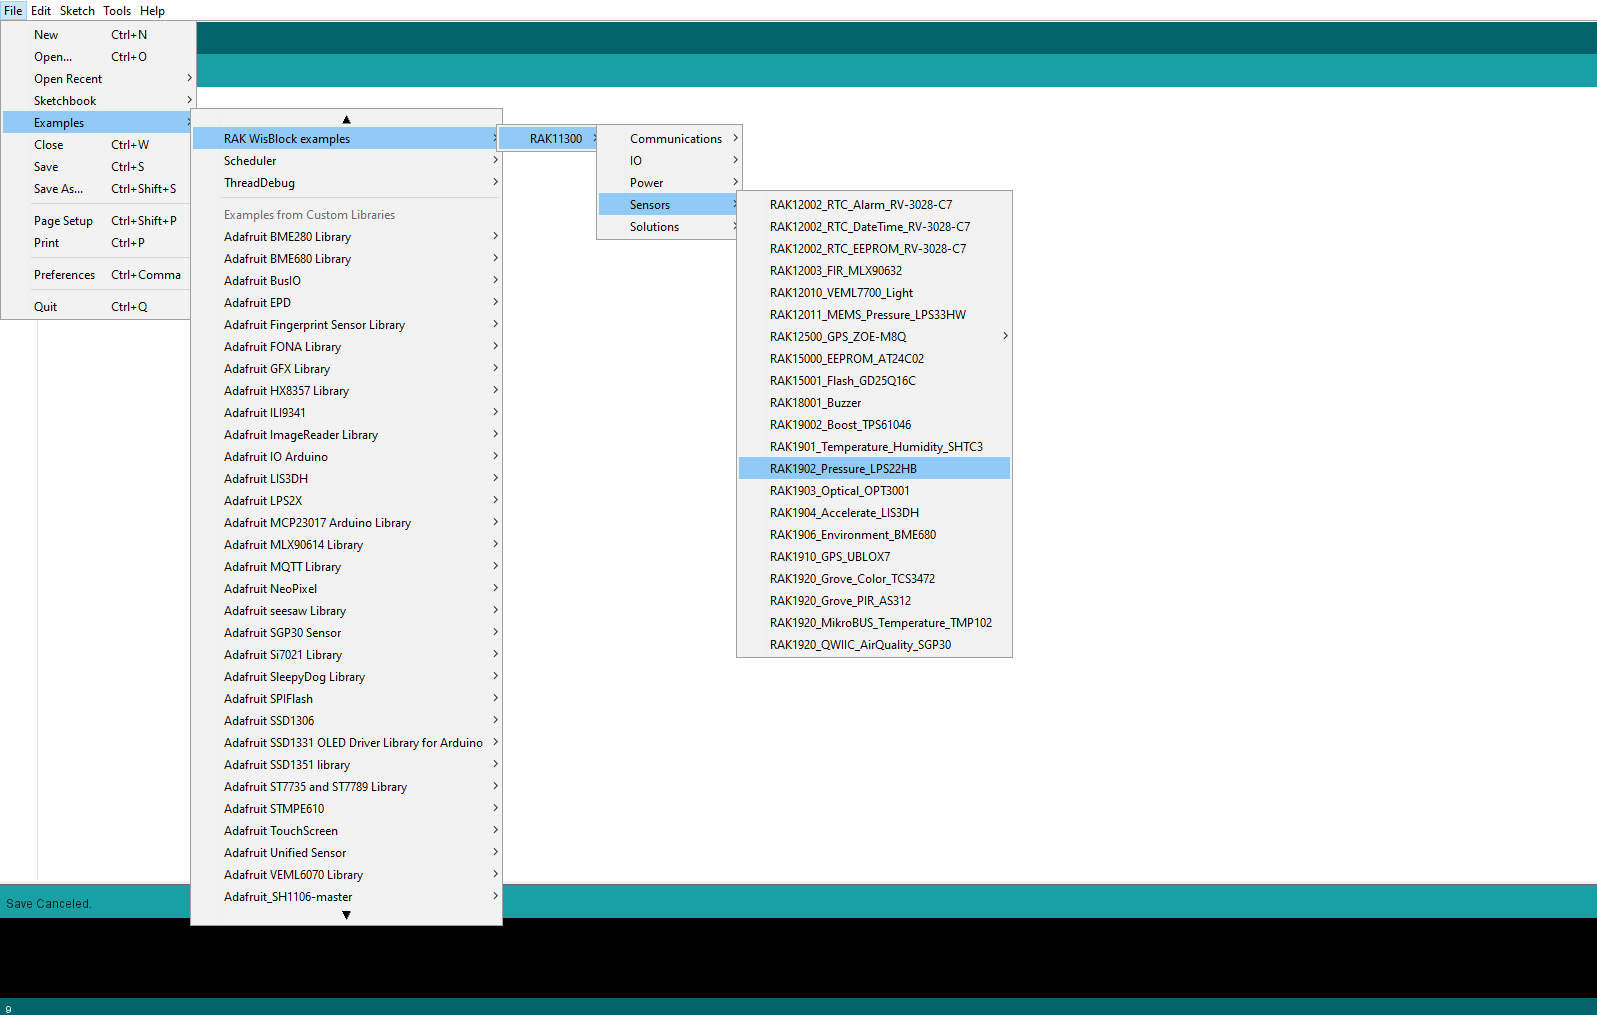 File Edit Sketch Tools Help
New Ctrl+N
Open... Ctrl+O
Open Recent
Sketchbook
Examples
Close Ctrl+W
Save Ctrl+S
Save As... Ctrl+Shift+S
Page Setup Ctrl+Shift+P
Print Ctrl+P
Preferences Ctrl+Comma
Quit Ctrl+Q
RAK WisBlock examples
Scheduler
ThreadDebug
Examples from Custom Libraries
Adafruit BME280 Library
Adafruit BME680 Library
Adafruit BusIO
Adafruit EPD
Adafruit Fingerprint Sensor Library
Adafruit FONA Library
Adafruit GFX Library
Adafruit HX8357 Library
Adafruit ILI9341
Adafruit ImageReader Library
Adafruit IO Arduino
Adafruit LIS3DH
Adafruit LPS2X
Adafruit MCP23017 Arduino Library
Adafruit MLX90614 Library
Adafruit MQTT Library
Adafruit NeoPixel
Adafruit seesaw Library
Adafruit SGP30 Sensor
Adafruit Si7021 Library
Adafruit SleepyDog Library
Adafruit SPIFlash
Adafruit SSD1306
Adafruit SSD1331 OLED Driver Library for Arduino
Adafruit SSD1351 library
Adafruit ST7735 and ST7789 Library
Adafruit STMPE610
Adafruit TouchScreen
Adafruit Unified Sensor
Adafruit VEML6070 Library
Adafruit_SH1106-master
RAK11300
Communications
IO
Power
Sensors
Solutions
RAK12002_RTC_Alarm_RV-3028-C7
RAK12002_RTC_DateTime_RV-3028-C7
RAK12002_RTC_EEPROM_RV-3028-C7
RAK12003_FIR_MLX90632
RAK12010_VEML7700_Light
RAK12011_MEMS_Pressure_LPS33HW
RAK12500_GPS_ZOE-M8Q
RAK15000_EEPROM_AT24C02
RAK15001_Flash_GD25Q16C
RAK18001_Buzzer
RAK19002_Boost_TPS61046
RAK1901_Temperature_Humidity_SHTC3
RAK1902_Pressure_LPS22HB
RAK1903_Optical_OPT3001
RAK1904_Accelerate_LIS3DH
RAK1906_Environment_BME680
RAK1910_GPS_UBLOX7
RAK1920_Grove_Color_TCS3472
RAK1920_Grove_PIR_AS312
RAK1920_MikroBUS_Temperature_TMP102
RAK1920_QWIIC_AirQuality_SGP30
Save Canceled.
9